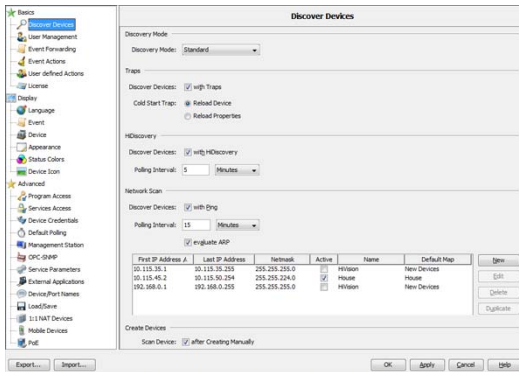 Basics
Discover Devices
User Management
Event Forwarding
Event Actions
User defined Actions
License
Display
Language
Event
Device
Appearance
Status Colors
Device Icon
Advanced
Program Access
Services Access
Device Credentials
Default Polling
Management Station
OPC-SNMP
Service Parameters
External Applications
Device/Port Names
Load/Save
1:1 NAT Devices
Mobile Devices
PoE
Discover Devices
Discovery Mode
Discovery Mode: Standard
Traps
Discover Devices: with Traps
Cold Start Trap: Reload Device
Reload Properties
HiDiscovery
Discover Devices: with HiDiscovery
Polling Interval: 5 Minutes
Network Scan
Discover Devices: with Ping
Polling Interval: 15 Minutes
evaluate ARP
First IP Address Last IP Address Netmask Active Name Default Map
10.115.35.1 10.115.35.255 255.255.255.0 HiVision New Devices
10.115.45.2 10.115.50.254 255.255.224.0 House House
192.168.0.1 192.168.0.255 255.255.255.0 HiVision New Devices
New
Edit
Delete
Duplicate
Create Devices
Scan Device: after Creating Manually
Export... Import... OK Apply Cancel Help